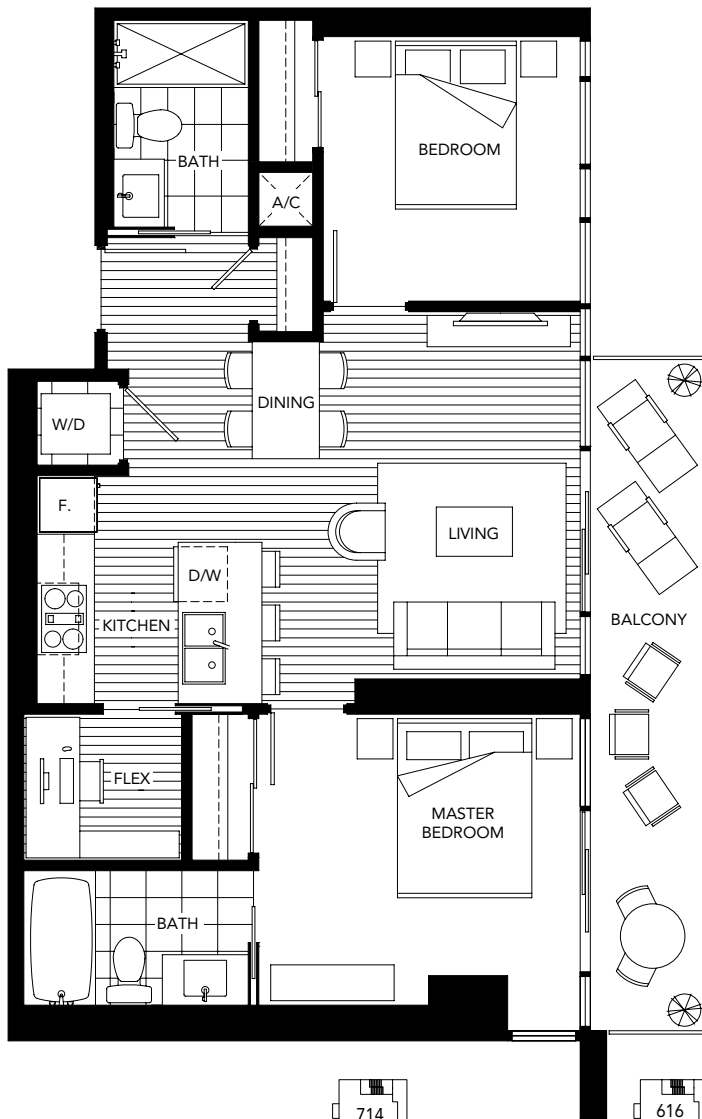 BEDROOM
BATH
A/C
DINING
W/D
F.
LIVING
D/W
KITCHEN
BALCONY
FLEX
MASTER
BEDROOM
BATH
714
616